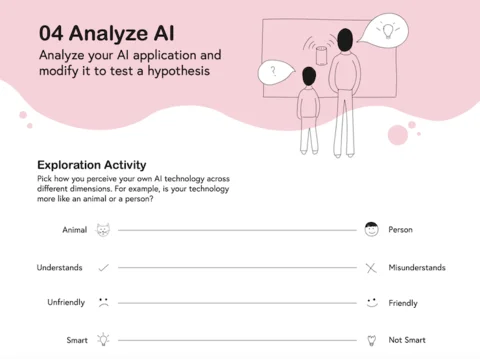 04 Analyze AI
Analyze your AI application and
modify it to test a hypothesis
?
Exploration Activity
Pick how you perceive your own AI technology across
different dimensions. For example, is your technology
more like an animal or a person?
Animal Person
Understands Misunderstands
Unfriendly Friendly
Smart Not Smart